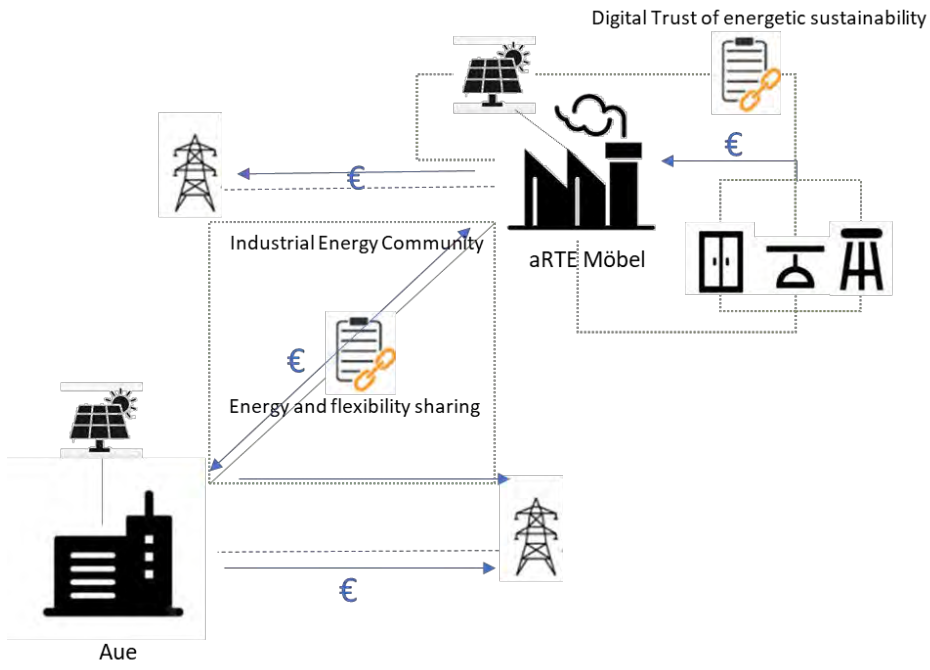 Digital Trust of energetic sustainability
€
€
Industrial Energy Community
aRTE Möbel
€
Energy and flexibility sharing
€
Aue